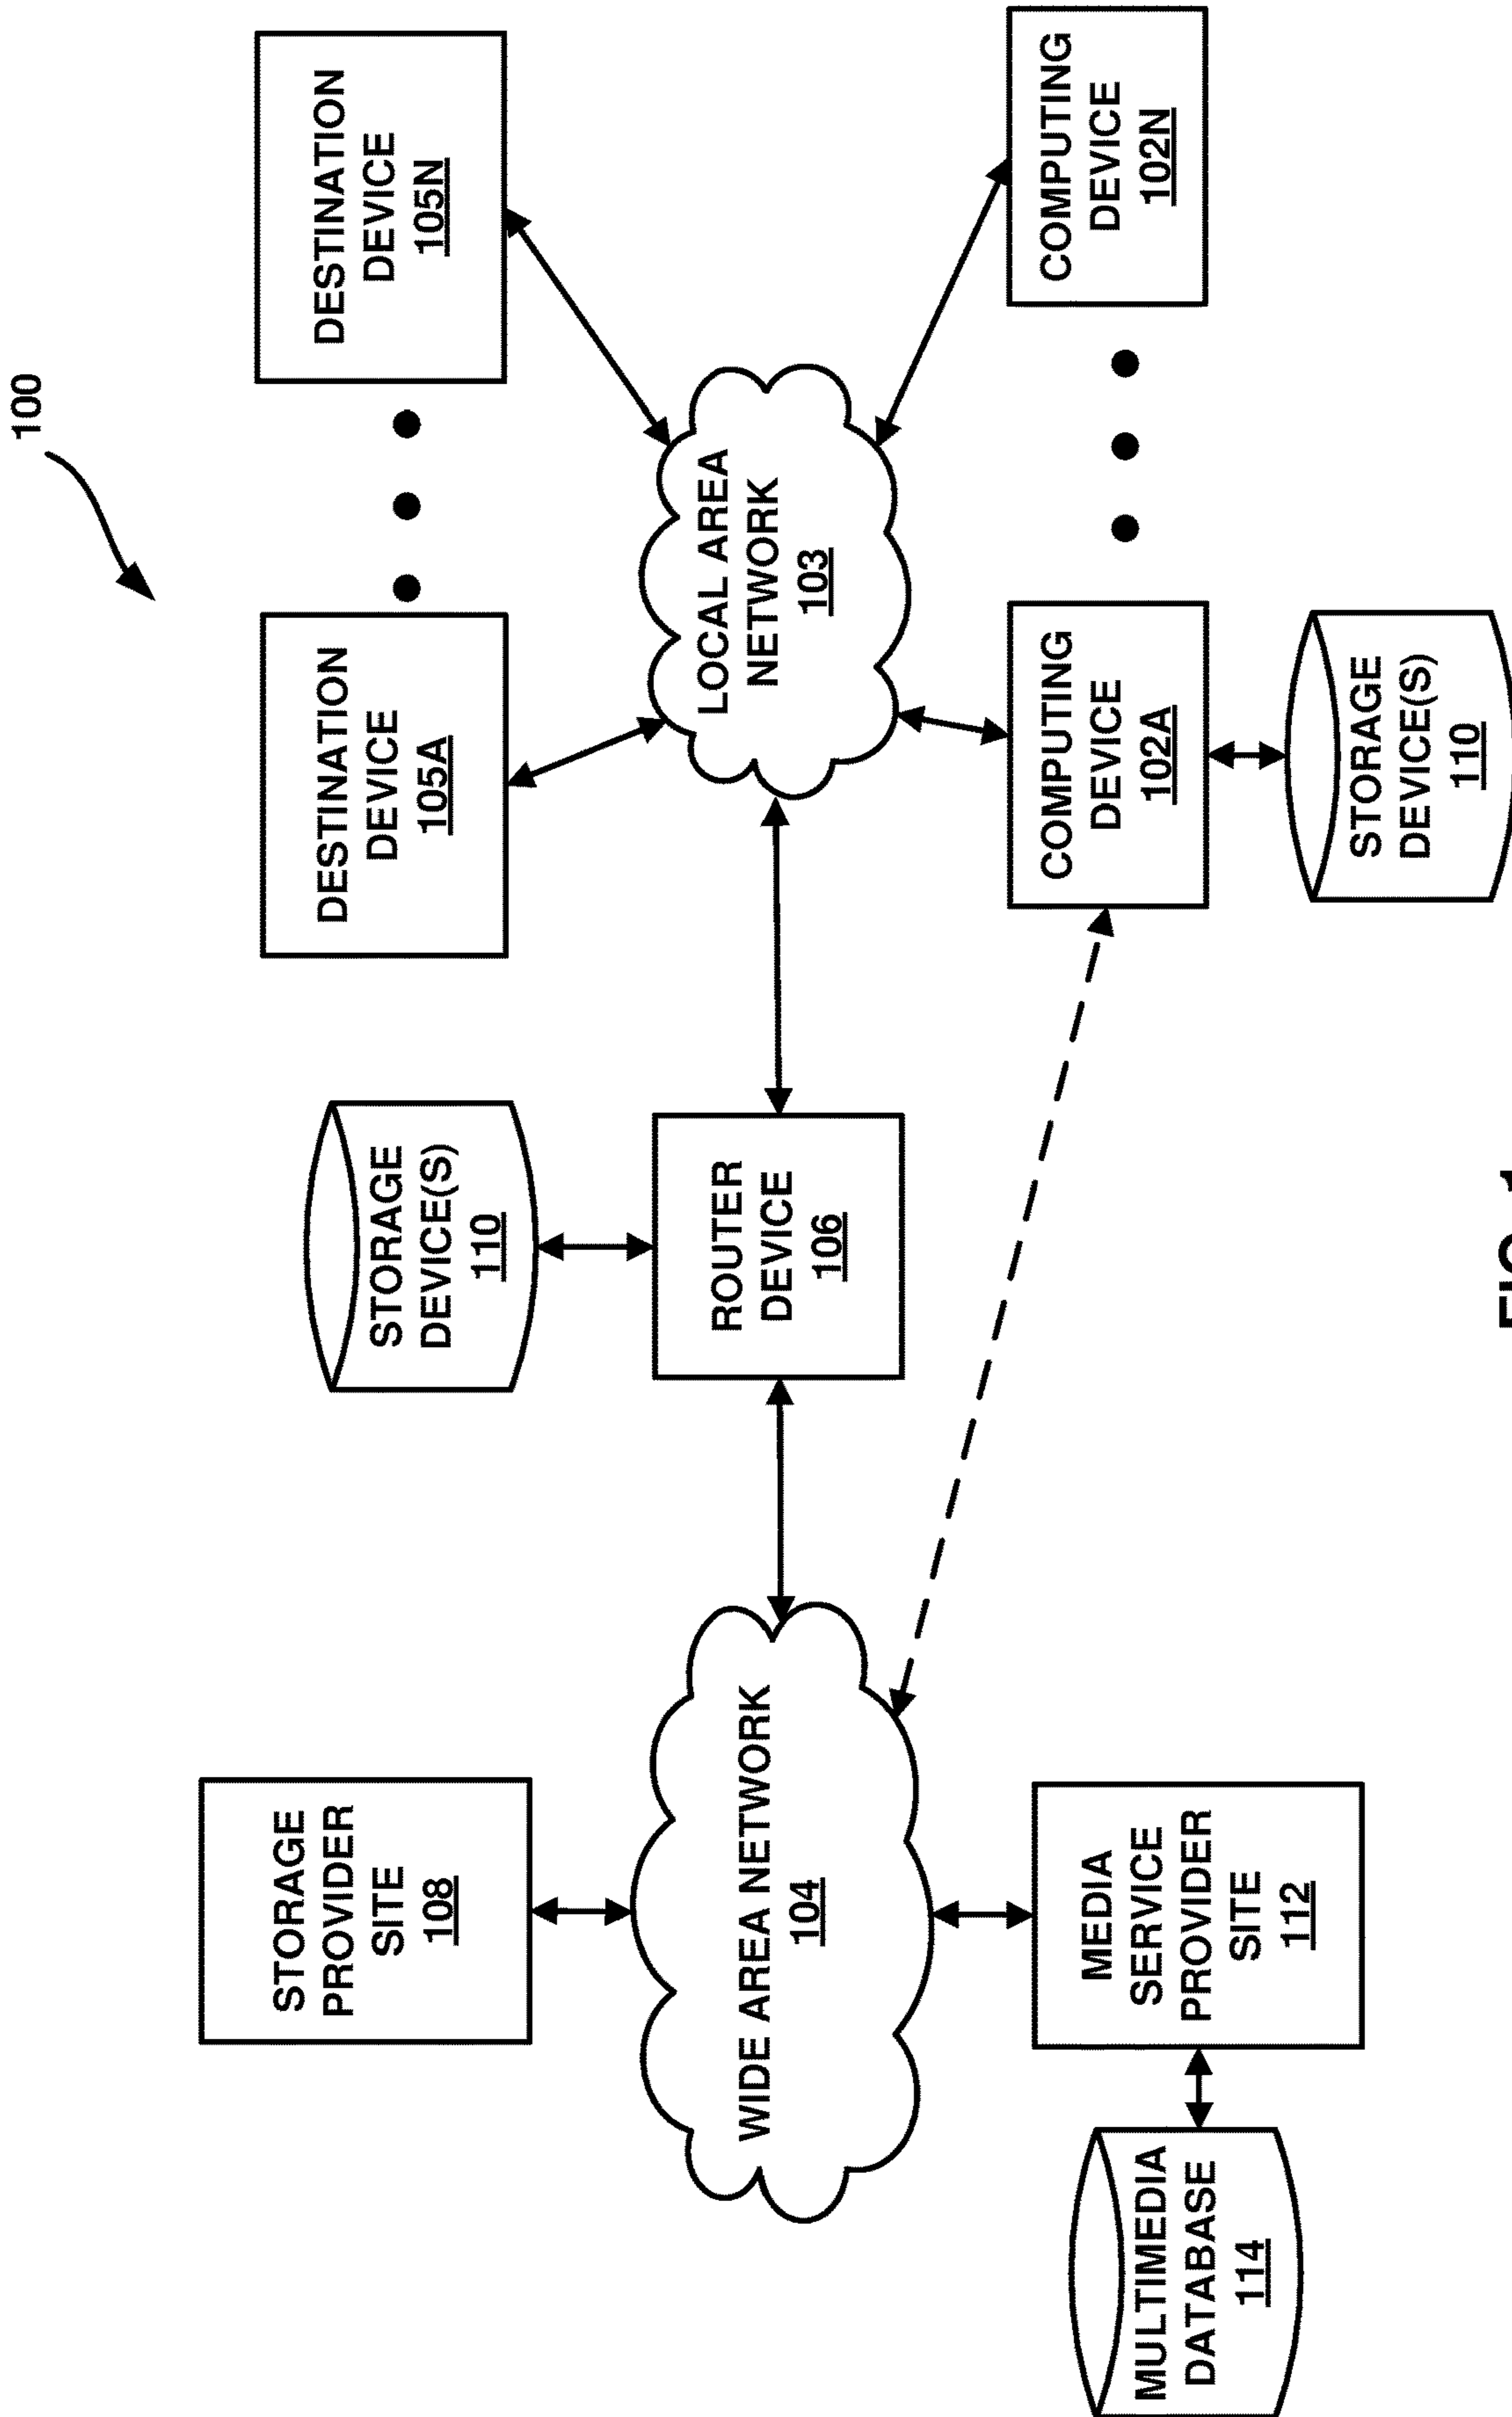 100
STORAGE
PROVIDER
SITE
108
STORAGE
DEVICE(S)
110
DESTINATION
DEVICE
105A
DESTINATION
DEVICE
105N
WIDE AREA NETWORK
104
ROUTER
DEVICE
106
LOCAL AREA
NETWORK
103
MULTIMEDIA
DATABASE
114
MEDIA
SERVICE
PROVIDER
SITE
112
COMPUTING
DEVICE
102A
COMPUTING
DEVICE
102N
STORAGE
DEVICE(S)
110
FIG. 1